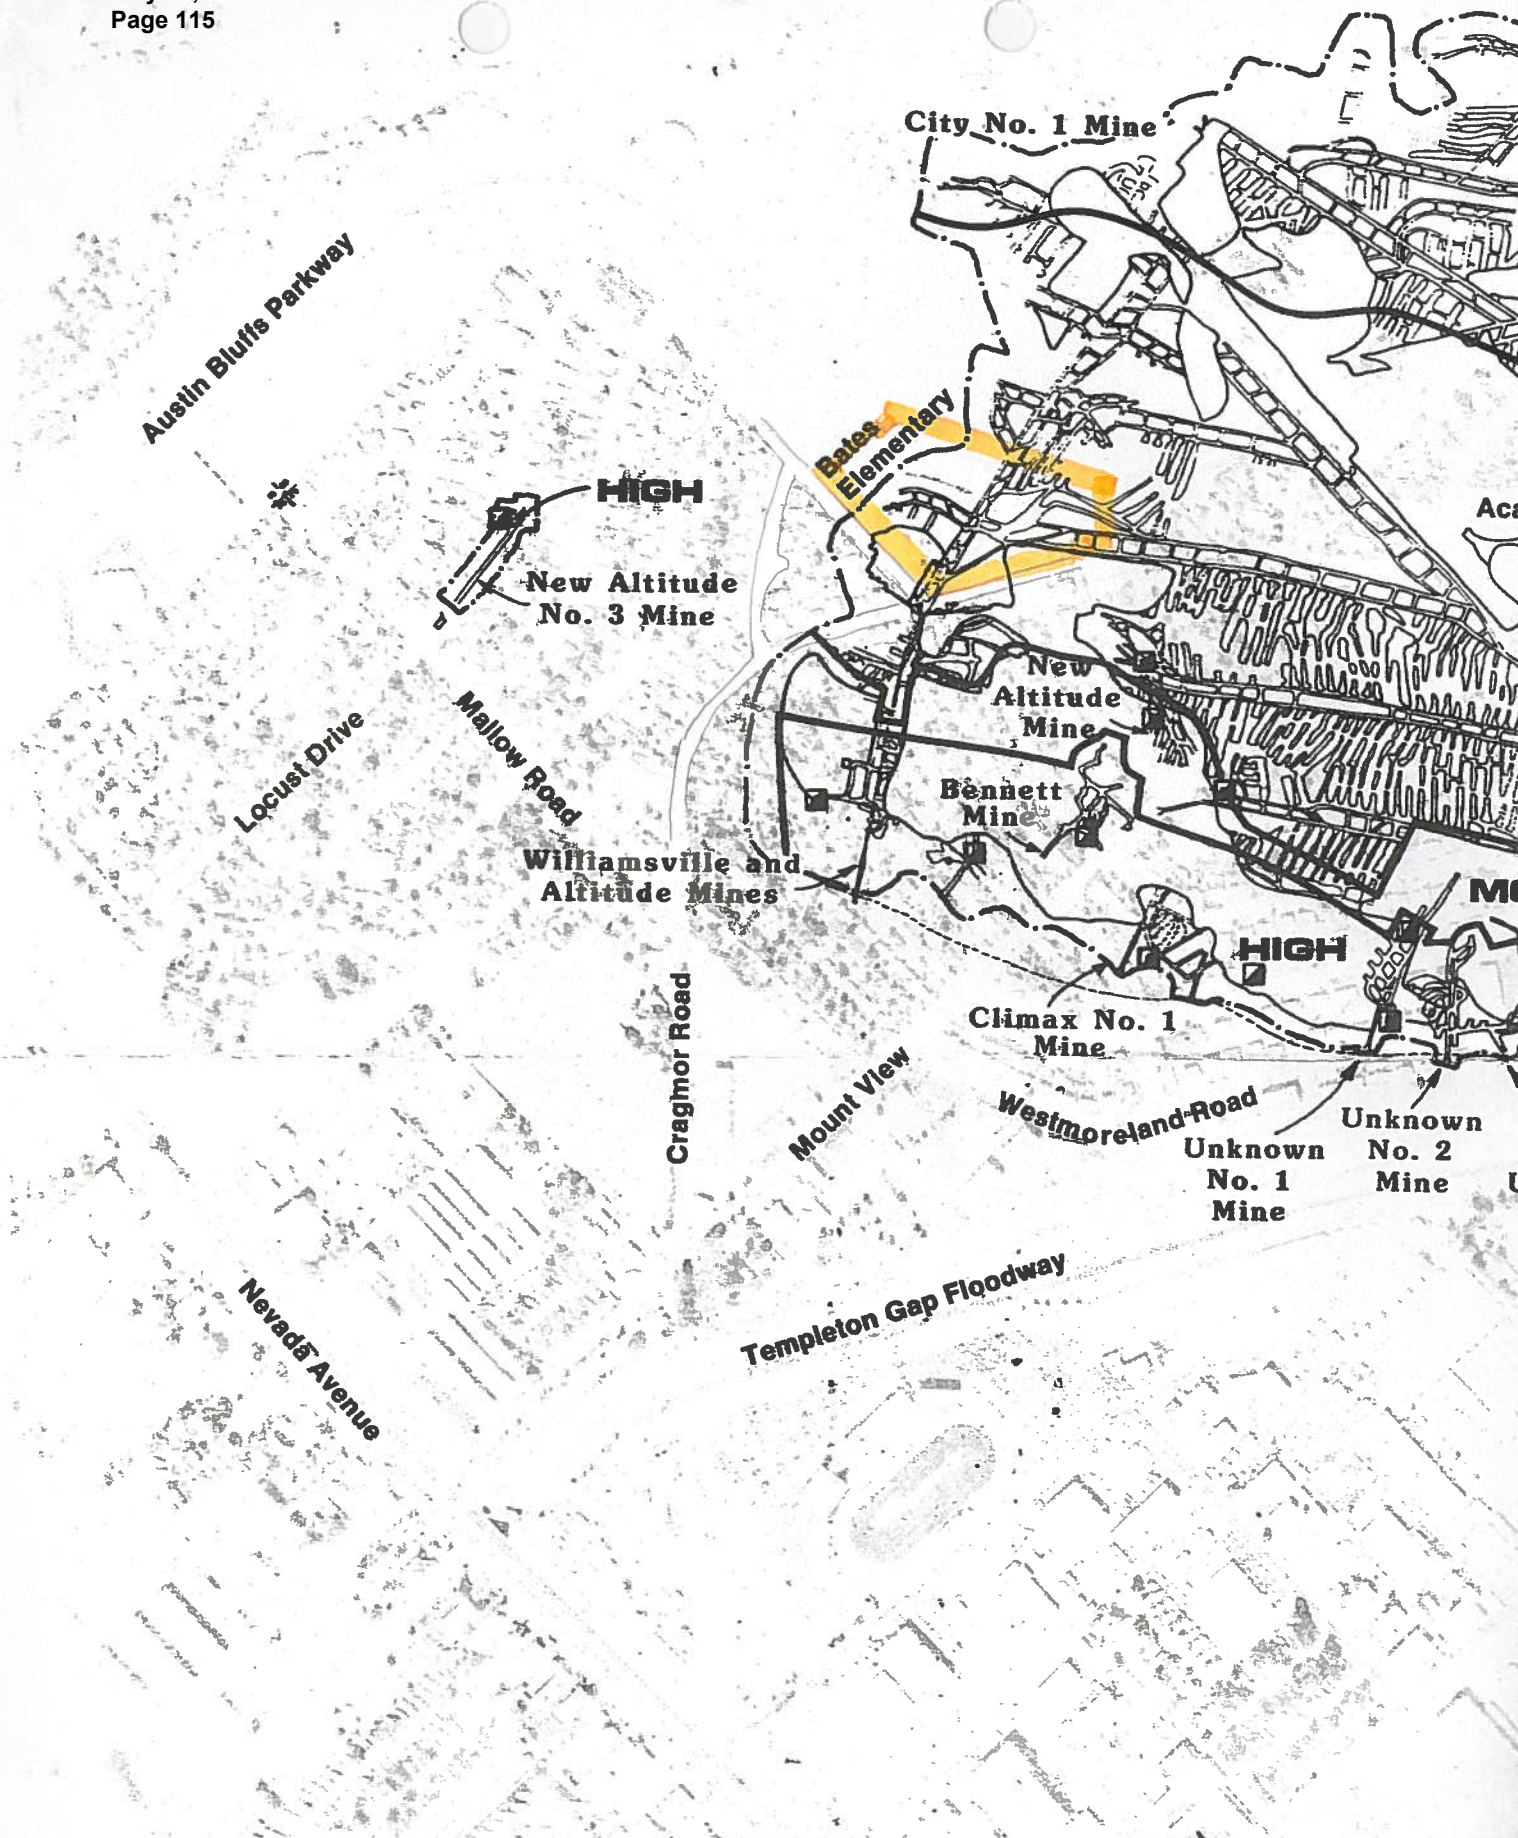 Page 115
City No. 1 Mine
Austin Bluffs Parkway
Bates
Elementary
HIGH
New Altitude
No. 3 Mine
New
Altitude
Mine
Locust Drive
Mallow Road
Bennett
Mine
Williamsville and
Altitude Mines
HIGH
Climax No. 1
Mine
Cragmor Road
Mount View
Westmoreland Road
Unknown
No. 1
Mine
Unknown
No. 2
Mine
Templeton Gap Floodway
Nevada Avenue